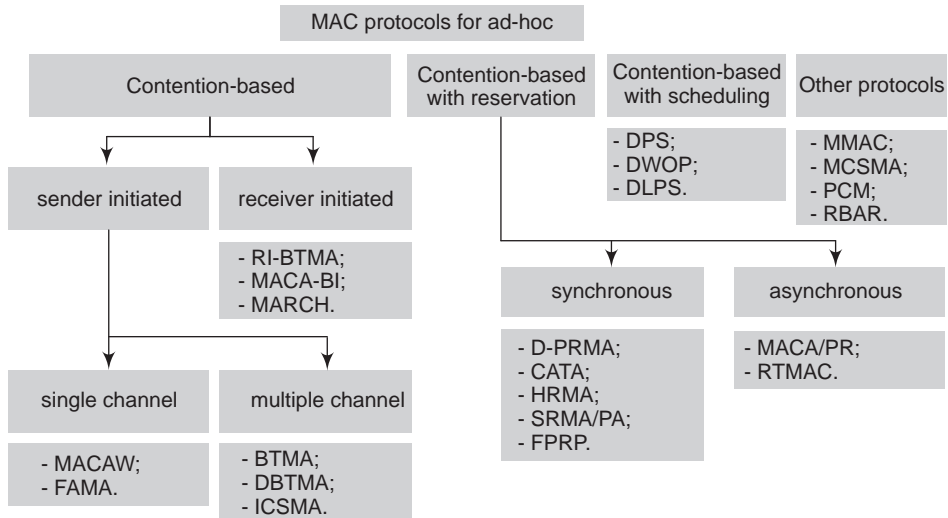 MAC protocols for ad-hoc
Contention-based
Contention-based
with reservation
Contention-based
with scheduling
Other protocols
- DPS;
- DWOP;
- DLPS.
- MMAC;
- MCSMA;
- PCM;
- RBAR.
sender initiated
receiver initiated
- RI-BTMA;
- MACA-BI;
- MARCH.
synchronous
asynchronous
- D-PRMA;
- CATA;
- HRMA;
- SRMA/PA;
- FPRP.
- MACA/PR;
- RTMAC.
single channel
multiple channel
- MACAW;
- FAMA.
- BTMA;
- DBTMA;
- ICSMA.